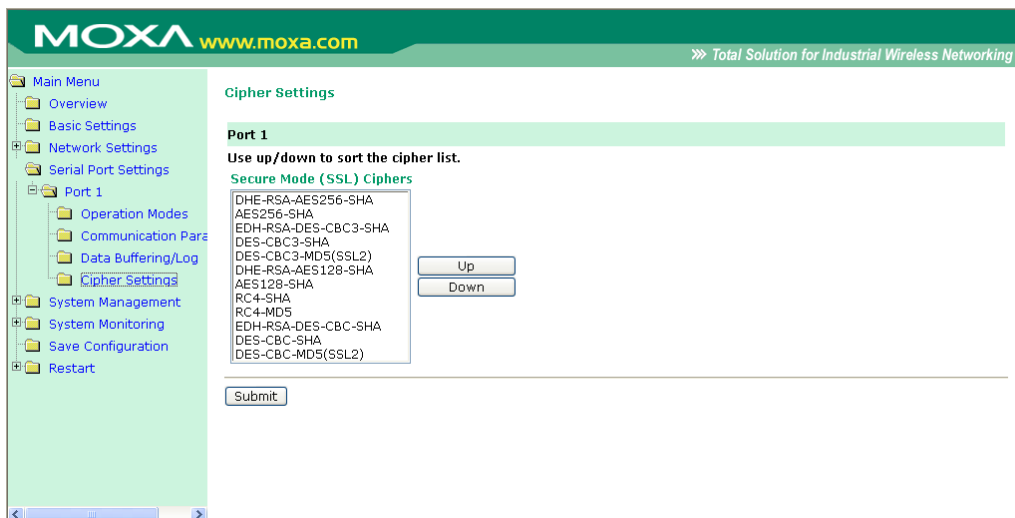 MOXA www.moxa.com
Total Solution for Industrial Wireless Networking
Main Menu
Overview
Basic Settings
Network Settings
Serial Port Settings
Port 1
Operation Modes
Communication Para
Data Buffering/Log
Cipher Settings
System Management
System Monitoring
Save Configuration
Restart
Cipher Settings
Port 1
Use up/down to sort the cipher list.
Secure Mode (SSL) Ciphers
DHE-RSA-AES256-SHA
AES256-SHA
EDH-RSA-DES-CBC3-SHA
DES-CBC3-SHA
DES-CBC3-MD5(SSL2)
DHE-RSA-AES128-SHA
AES128-SHA
RC4-SHA
RC4-MD5
EDH-RSA-DES-CBC-SHA
DES-CBC-SHA
DES-CBC-MD5(SSL2)
Up
Down
Submit